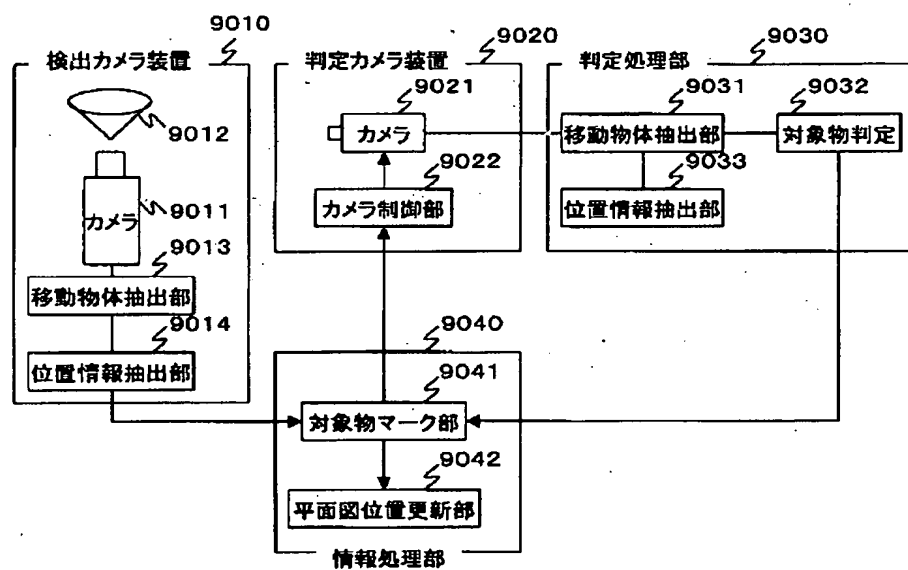 9010
検出カメラ装置
9012
9011
カメラ
9013
移動物体抽出部
9014
位置情報抽出部
9020
判定カメラ装置
9021
カメラ
9022
カメラ制御部
9030
判定処理部
9031
移動物体抽出部
9032
対象物判定
9033
位置情報抽出部
9040
9041
対象物マーク部
9042
平面図位置更新部
情報処理部